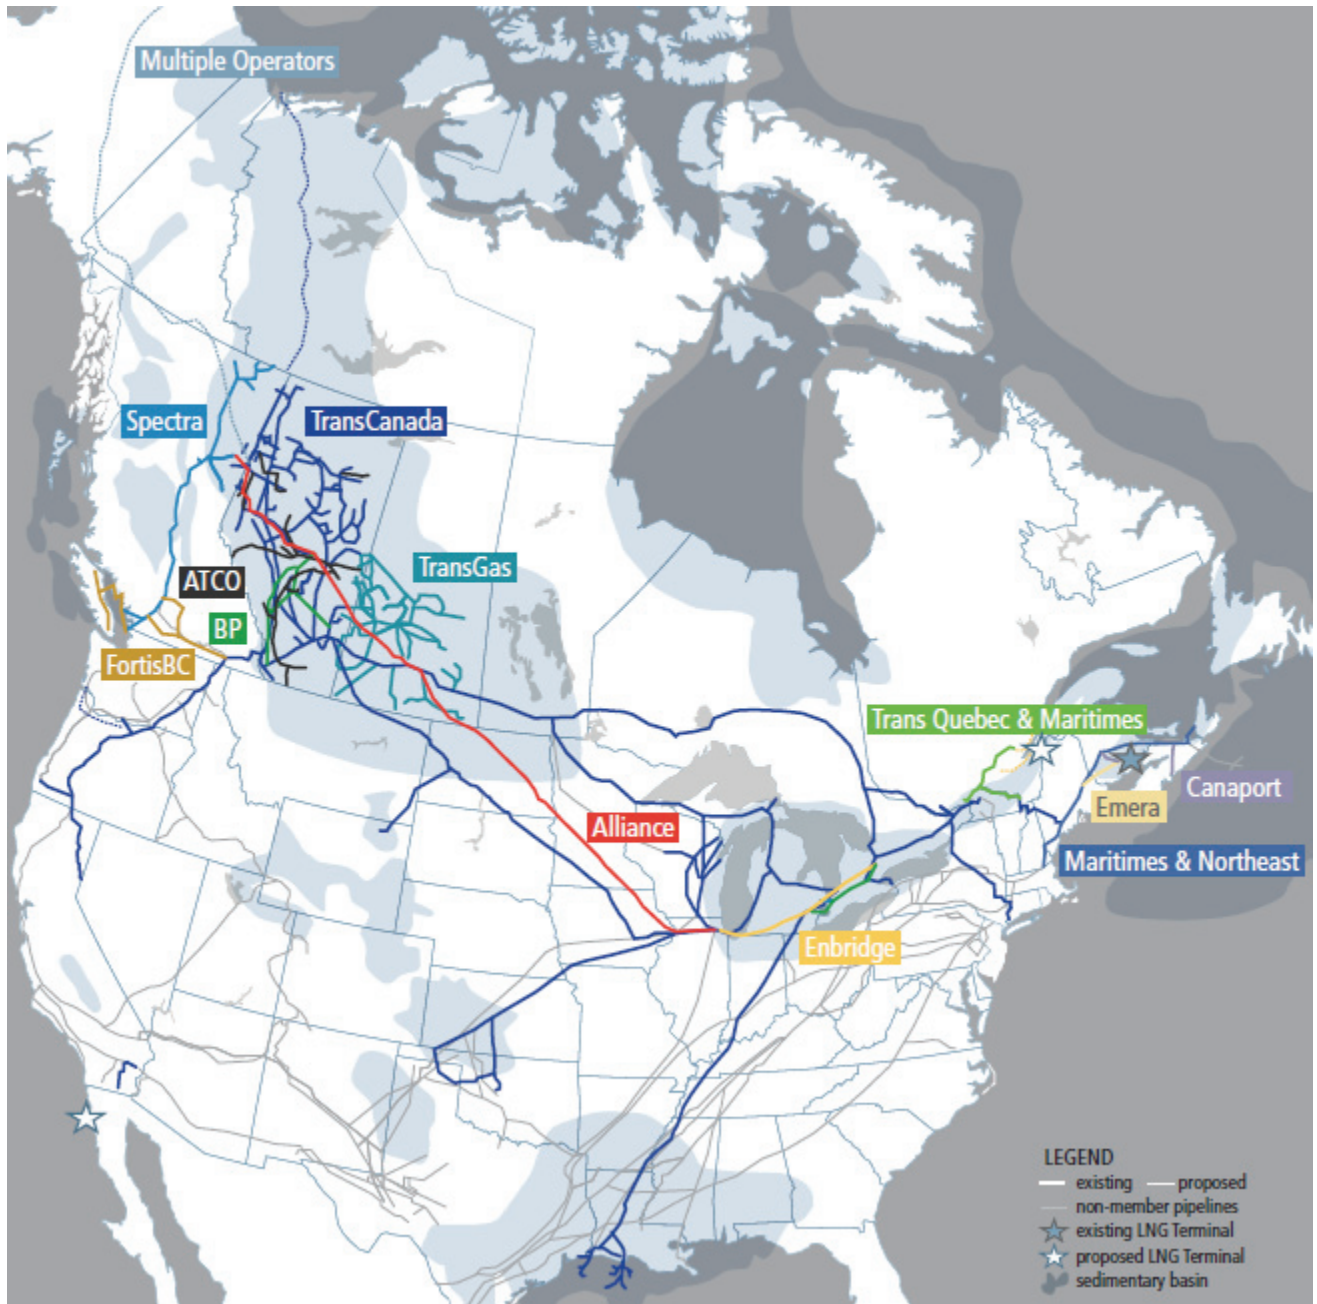 Multiple Operators
Spectra
TransCanada
TransGas
ATCO
BP
FortisBC
Trans Quebec & Maritimes
Canaport
Emera
Alliance
Maritimes & Northeast
Enbridge
LEGEND
existing proposed
non-member pipelines
existing LNG Terminal
proposed LNG Terminal
sedimentary basin